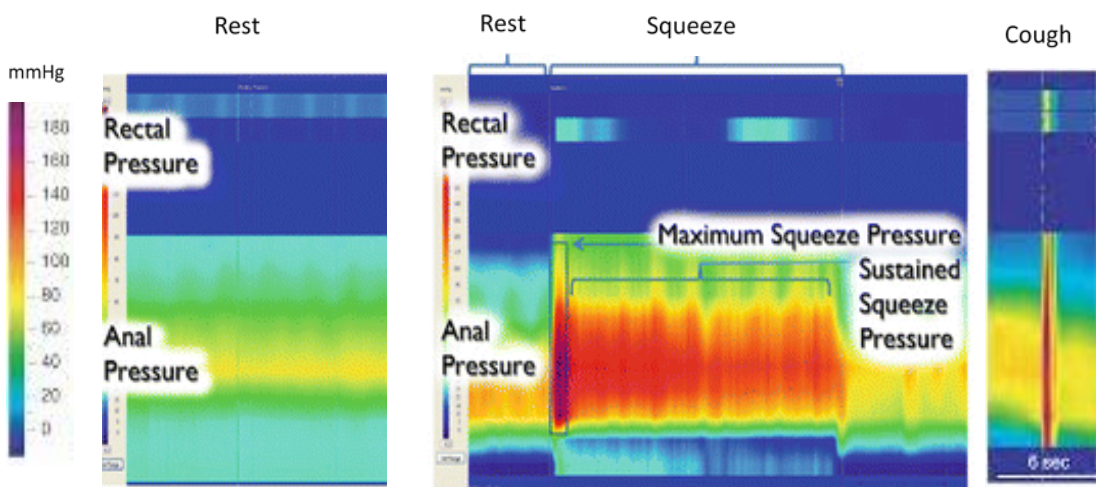 Rest
Rest
Squeeze
Cough
mmHg
180
160
140
120
100
80
60
40
20
0
Rectal
Pressure
Anal
Pressure
Rectal
Pressure
Maximum Squeeze Pressure
Sustained
Squeeze
Pressure
Anal
Pressure
6 sec